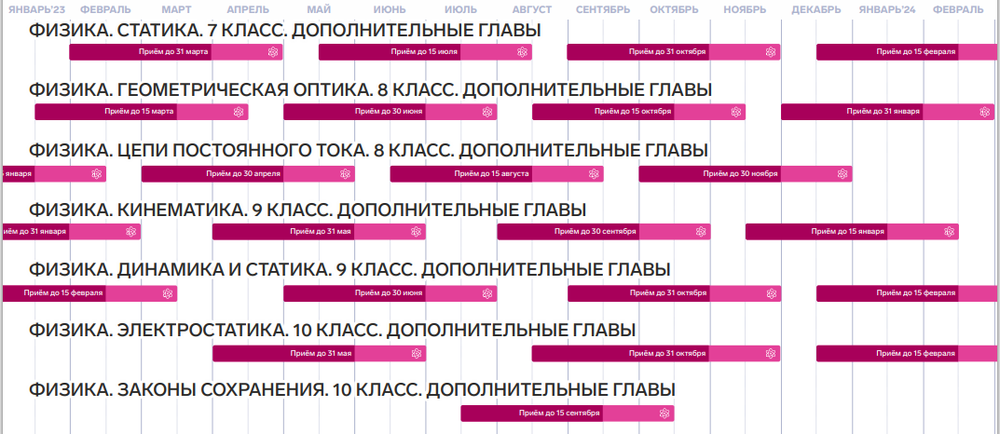 ЯНВАРЬ'23 ФЕВРАЛЬ МАРТ АПРЕЛЬ МАЙ ИЮНЬ ИЮЛЬ АВГУСТ СЕНТЯБРЬ ОКТЯБРЬ НОЯБРЬ ДЕКАБРЬ ЯНВАРЬ'24 ФЕВРАЛЬ
ФИЗИКА. СТАТИКА. 7 КЛАСС. ДОПОЛНИТЕЛЬНЫЕ ГЛАВЫ
Приём до 31 марта Приём до 15 июля Приём до 31 октября Приём до 15 февраля
ФИЗИКА. ГЕОМЕТРИЧЕСКАЯ ОПТИКА. 8 КЛАСС. ДОПОЛНИТЕЛЬНЫЕ ГЛАВЫ
Приём до 15 марта Приём до 30 июня Приём до 15 октября Приём до 31 января
ФИЗИКА. ЦЕПИ ПОСТОЯННОГО ТОКА. 8 КЛАСС. ДОПОЛНИТЕЛЬНЫЕ ГЛАВЫ
января Приём до 30 апреля Приём до 15 августа Приём до 30 ноября
ФИЗИКА. КИНЕМАТИКА. 9 КЛАСС. ДОПОЛНИТЕЛЬНЫЕ ГЛАВЫ
иём до 31 января Приём до 31 мая Приём до 30 сентября Приём до 15 января
ФИЗИКА. ДИНАМИКА И СТАТИКА. 9 КЛАСС. ДОПОЛНИТЕЛЬНЫЕ ГЛАВЫ
Приём до 15 февраля Приём до 30 июня Приём до 31 октября Приём до 15 февраля
ФИЗИКА. ЭЛЕКТРОСТАТИКА. 10 КЛАСС. ДОПОЛНИТЕЛЬНЫЕ ГЛАВЫ
Приём до 31 мая Приём до 31 октября Приём до 15 февраля
ФИЗИКА. ЗАКОНЫ СОХРАНЕНИЯ. 10 КЛАСС. ДОПОЛНИТЕЛЬНЫЕ ГЛАВЫ
Приём до 15 сентября